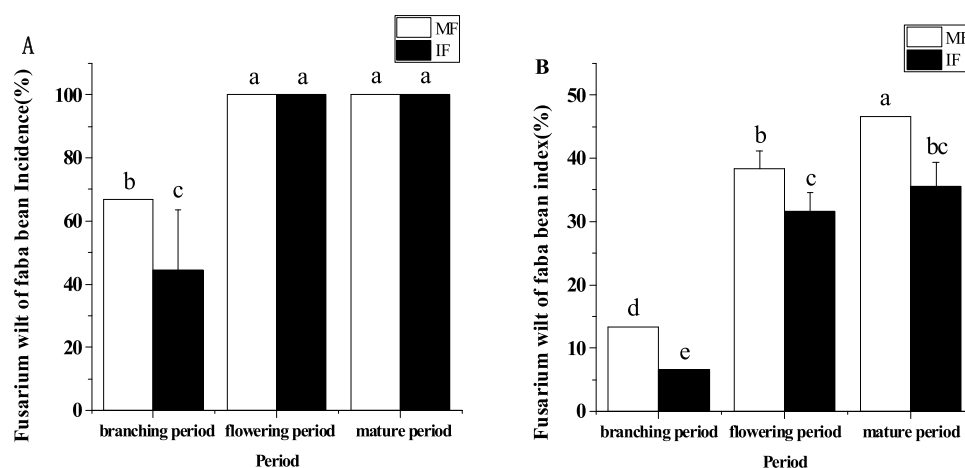 A
MF
IF
Fusarium wilt of faba bean Incidence(%)
100
80
60
40
20
0
b
c
a
a
a
a
branching period
flowering period
mature period
Period
B
MF
IF
Fusarium wilt of faba bean index(%)
50
40
30
20
10
0
d
e
b
c
a
bc
branching period
flowering period
mature period
Period